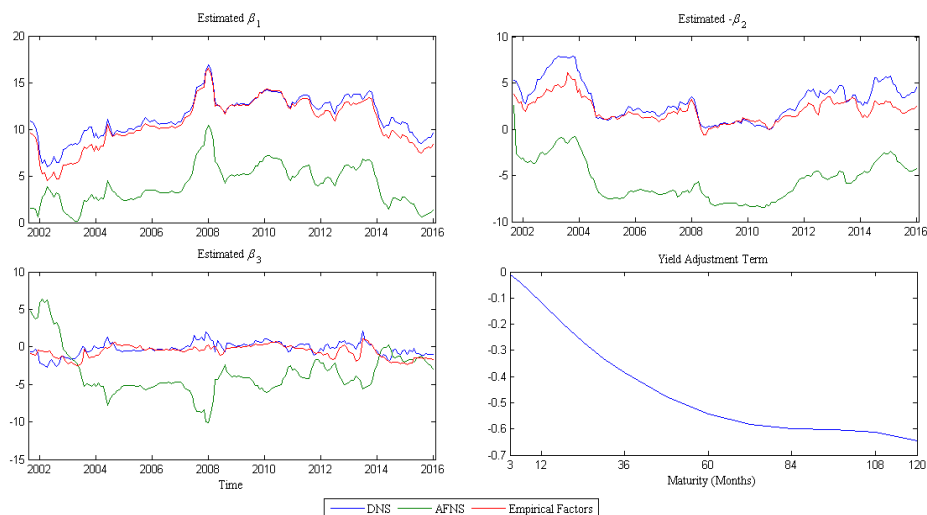 Estimated β1
20
15
10
5
0
2002 2004 2006 2008 2010 2012 2014 2016
Estimated -β2
10
5
0
-5
-10
2002 2004 2006 2008 2010 2012 2014 2016
Estimated β3
10
5
0
-5
-10
-15
2002 2004 2006 2008 2010 2012 2014 2016
Time
Yield Adjustment Term
0
-0.1
-0.2
-0.3
-0.4
-0.5
-0.6
-0.7
3 12 36 60 84 108 120
Maturity (Months)
DNS AFNS Empirical Factors